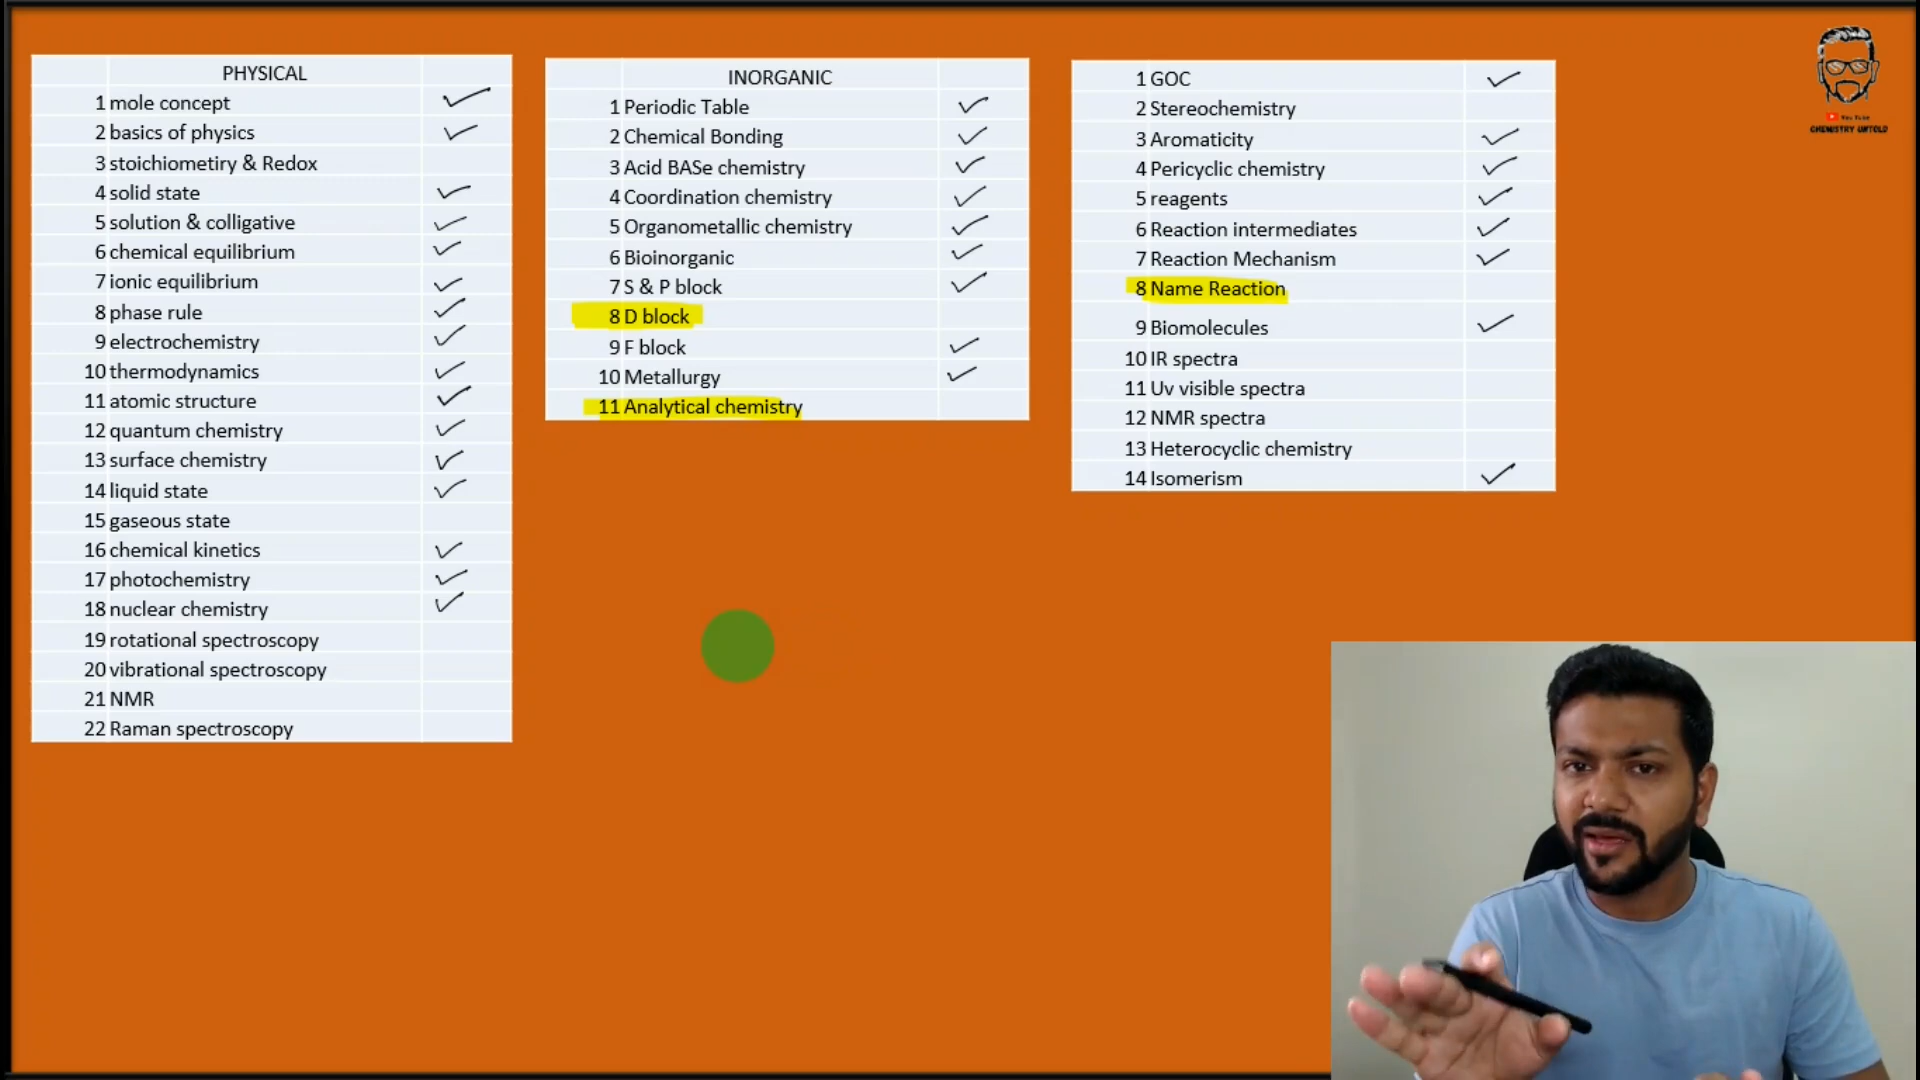 PHYSICAL
1 mole concept
2 basics of physics
3 stoichiometiry & Redox
4 solid state
5 solution & colligative
6 chemical equilibrium
7 ionic equilibrium
8 phase rule
9 electrochemistry
10 thermodynamics
11 atomic structure
12 quantum chemistry
13 surface chemistry
14 liquid state
15 gaseous state
16 chemical kinetics
17 photochemistry
18 nuclear chemistry
19 rotational spectroscopy
20 vibrational spectroscopy
21 NMR
22 Raman spectroscopy
INORGANIC
1 Periodic Table
2 Chemical Bonding
3 Acid BASe chemistry
4 Coordination chemistry
5 Organometallic chemistry
6 Bioinorganic
7 S & P block
8 D block
9 F block
10 Metallurgy
11 Analytical chemistry
1 GOC
2 Stereochemistry
3 Aromaticity
4 Pericyclic chemistry
5 reagents
6 Reaction intermediates
7 Reaction Mechanism
8 Name Reaction
9 Biomolecules
10 IR spectra
11 Uv visible spectra
12 NMR spectra
13 Heterocyclic chemistry
14 Isomerism
YouTube
CHEMISTRY UNTOLD